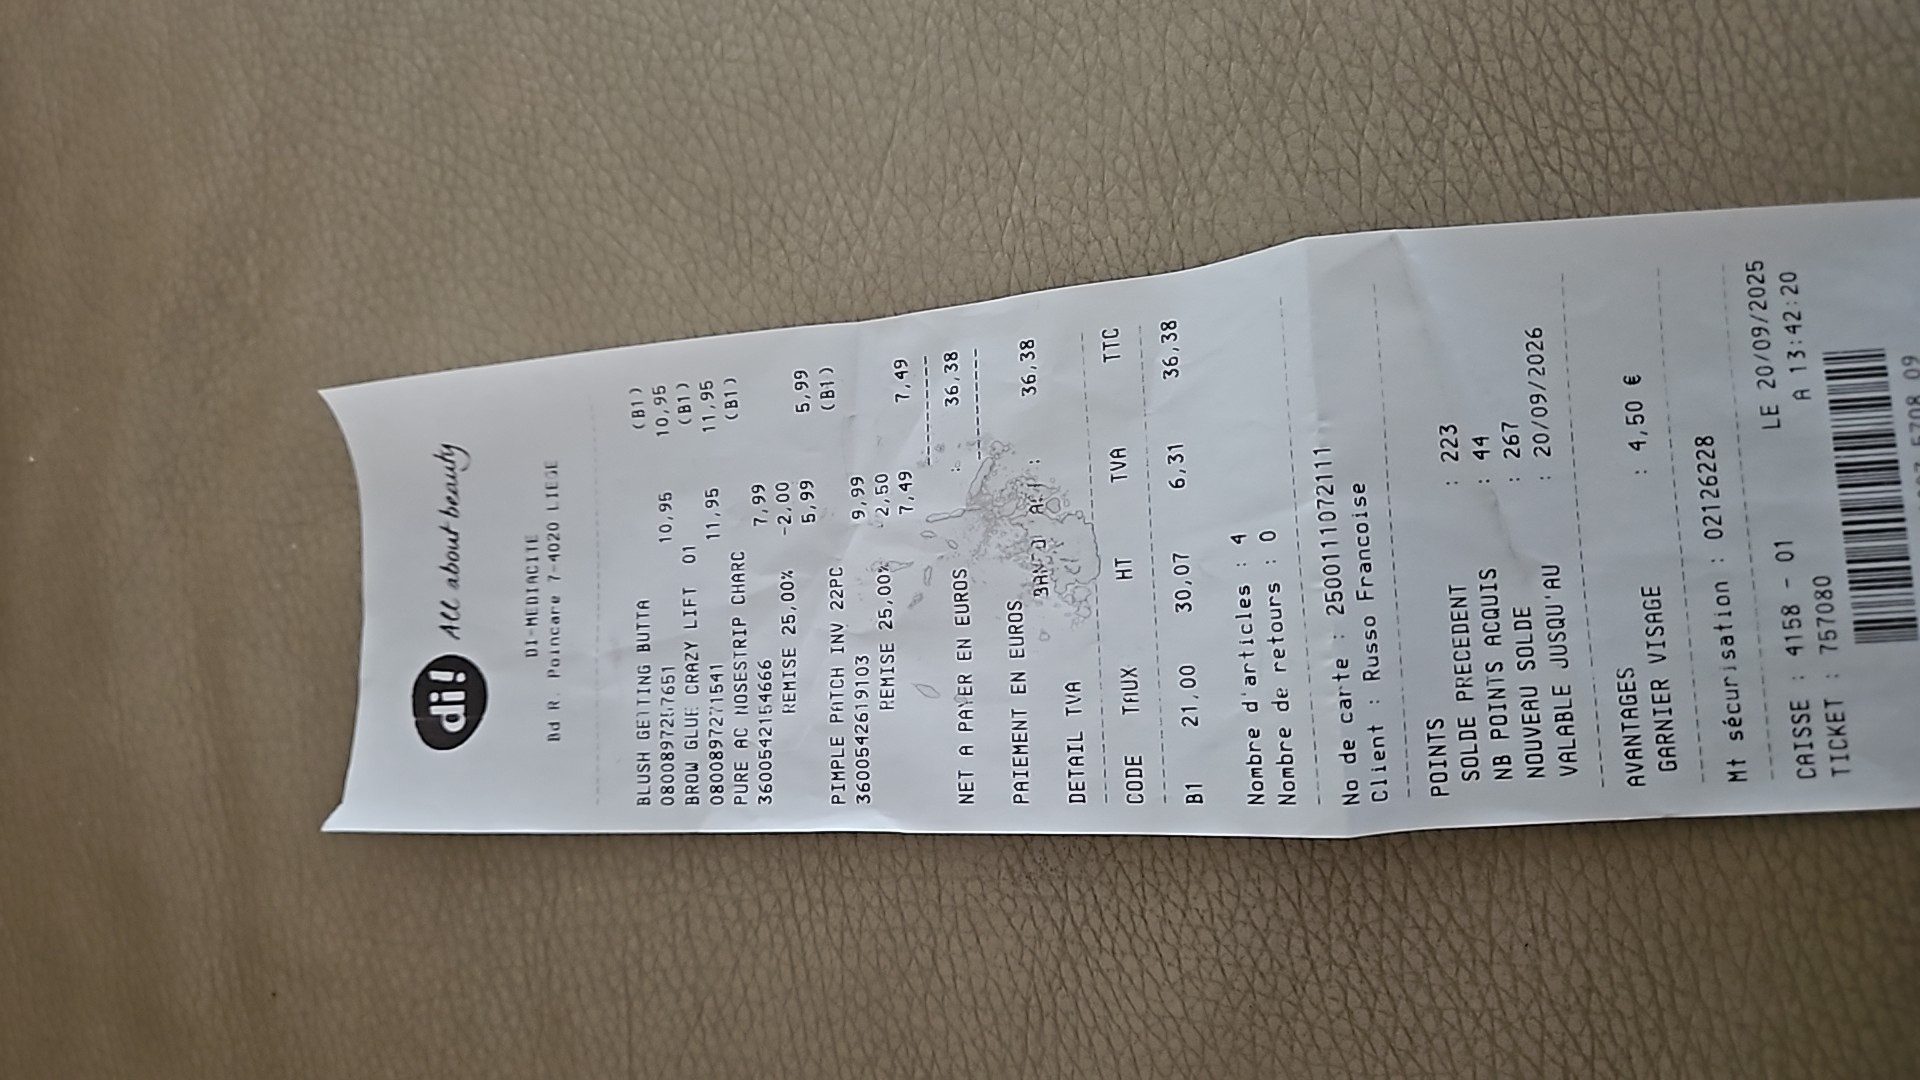 di! All about beauty
DI-MEDIACITE
Bd R. Poincare 7-4020 LIEGE
BLUSH GETTING BUTTA (B1)
10,95 10,95
BROW GLUE CRAZY LIFT 01 (B1)
0800897271541 11,95 11,95
PURE AC NOSESTRIP CHARC (B1)
3600542154666 7,99
REMISE 25,00% -2,00
5,99 5,99
PIMPLE PATCH INV 22PC 9,99 (B1)
3600542619103
REMISE 25,00% -2,50
7,49 7,49
NET A PAYER EN EUROS : 36,38
PAIEMENT EN EUROS
: 36,38
DETAIL TVA
CODE TAUX HT TVA TTC
B1 21,00 30,07 6,31 36,38
Nombre d'articles : 4
Nombre de retours : 0
No de carte : 2500111072111
Client : Russo Francoise
POINTS
SOLDE PRECEDENT : 223
NB POINTS ACQUIS : 44
NOUVEAU SOLDE : 267
VALABLE JUSQU'AU : 20/09/2026
AVANTAGES
GARNIER VISAGE : 4,50 €
Mt sécurisation : 02126228
CAISSE : 4158 - 01 LE 20/09/2025
TICKET : 757080 A 13:42:20